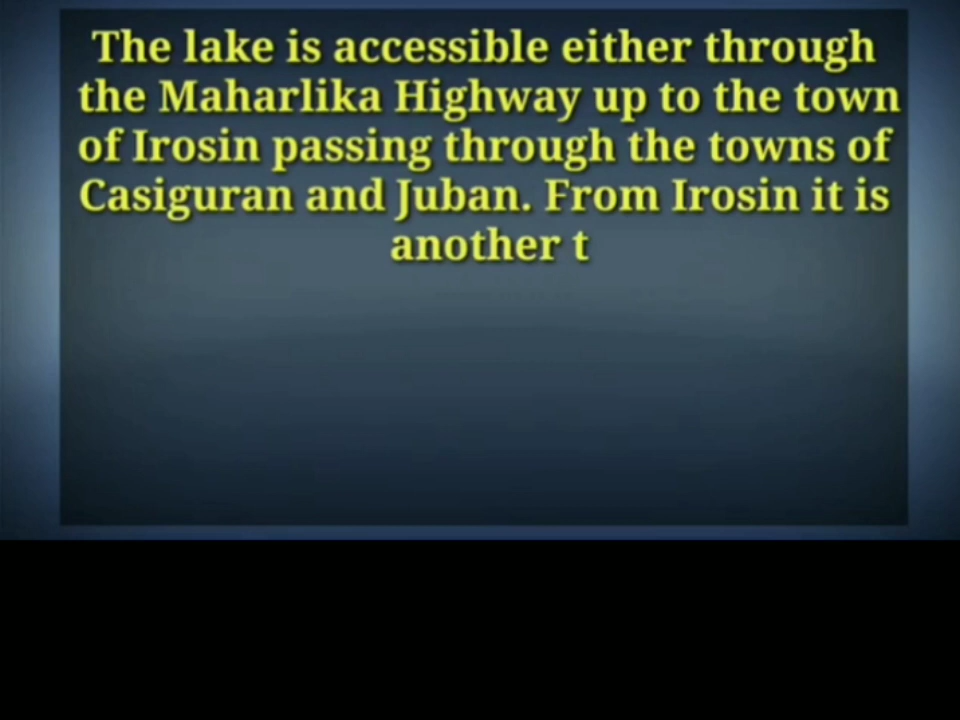 The lake is accessible either through
the Maharlika Highway up to the town
of Irosin passing through the towns of
Casiguran and Juban. From Irosin it is
another t